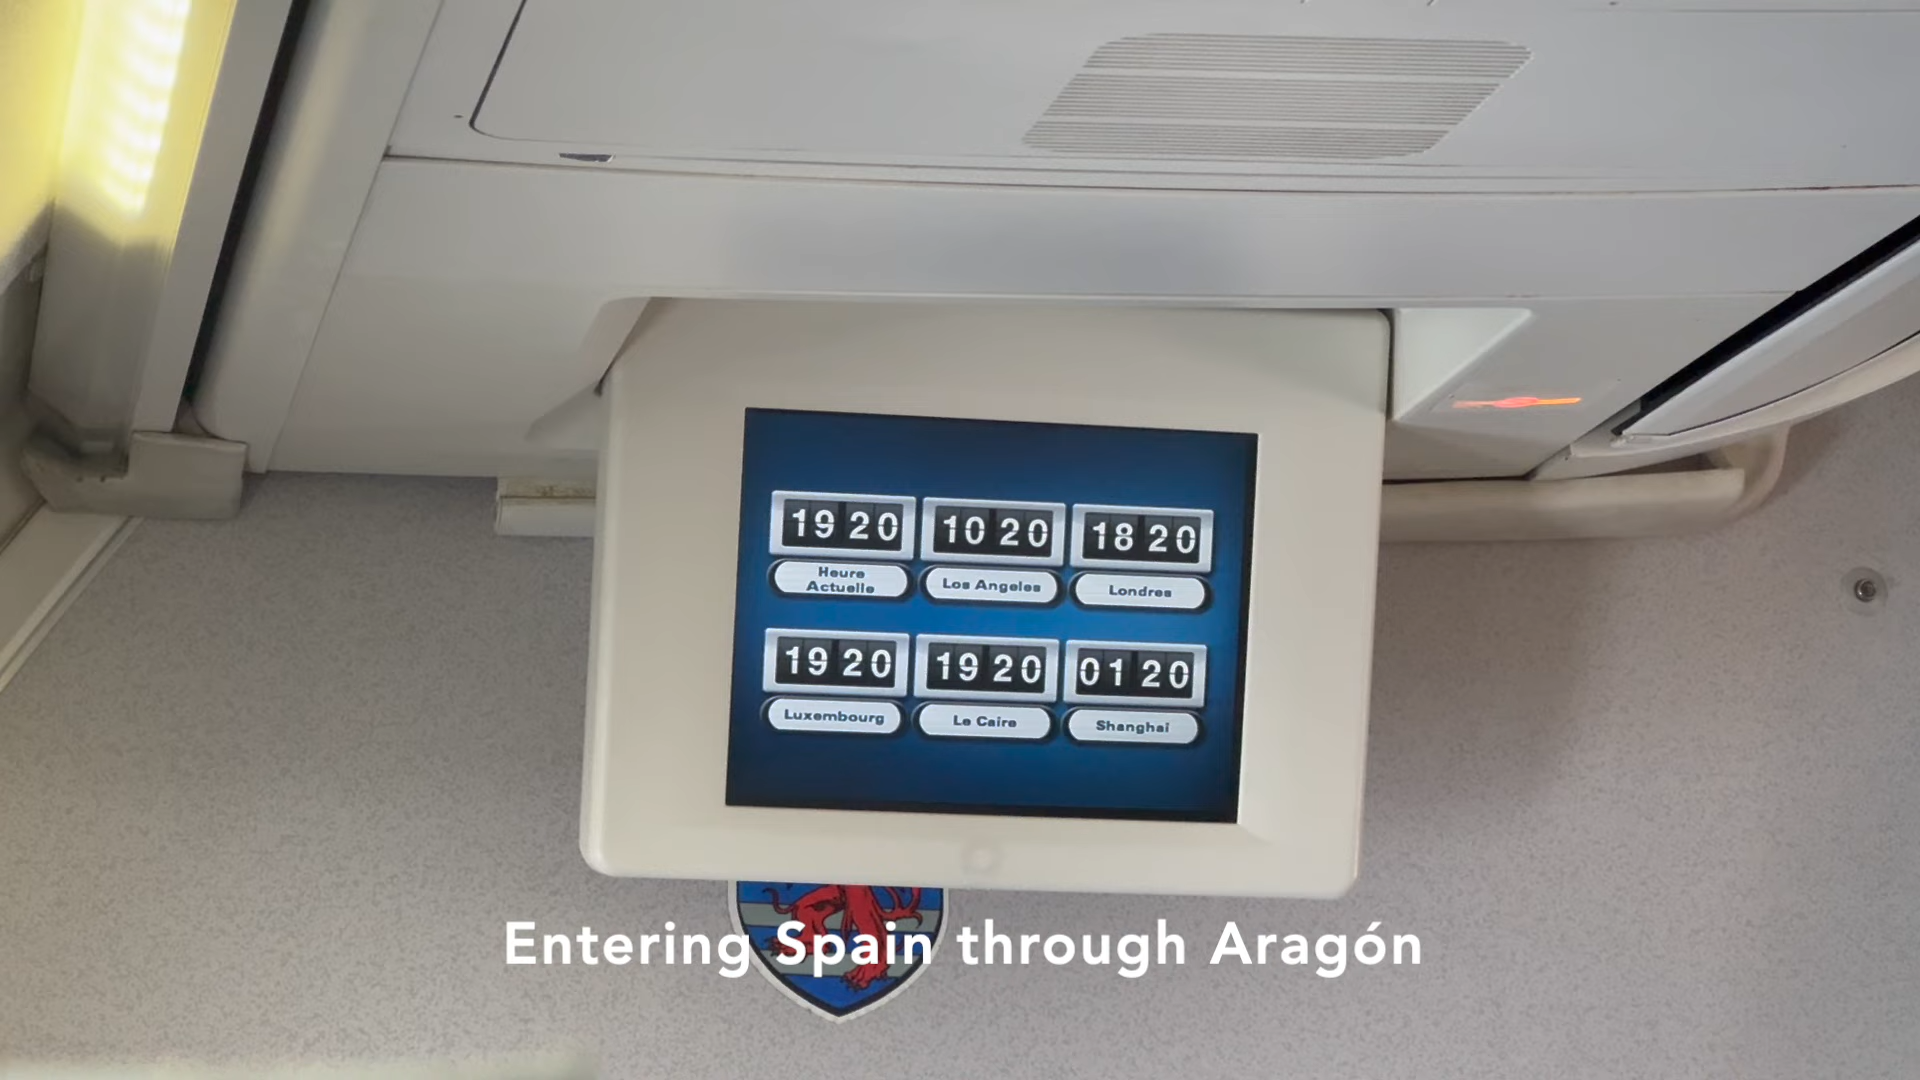 19 20
10 20
18 20
Heure
Actuelle
Los Angeles
Londres
19 20
19 20
01 20
Luxembourg
Le Caire
Shanghai
Entering Spain through Aragón